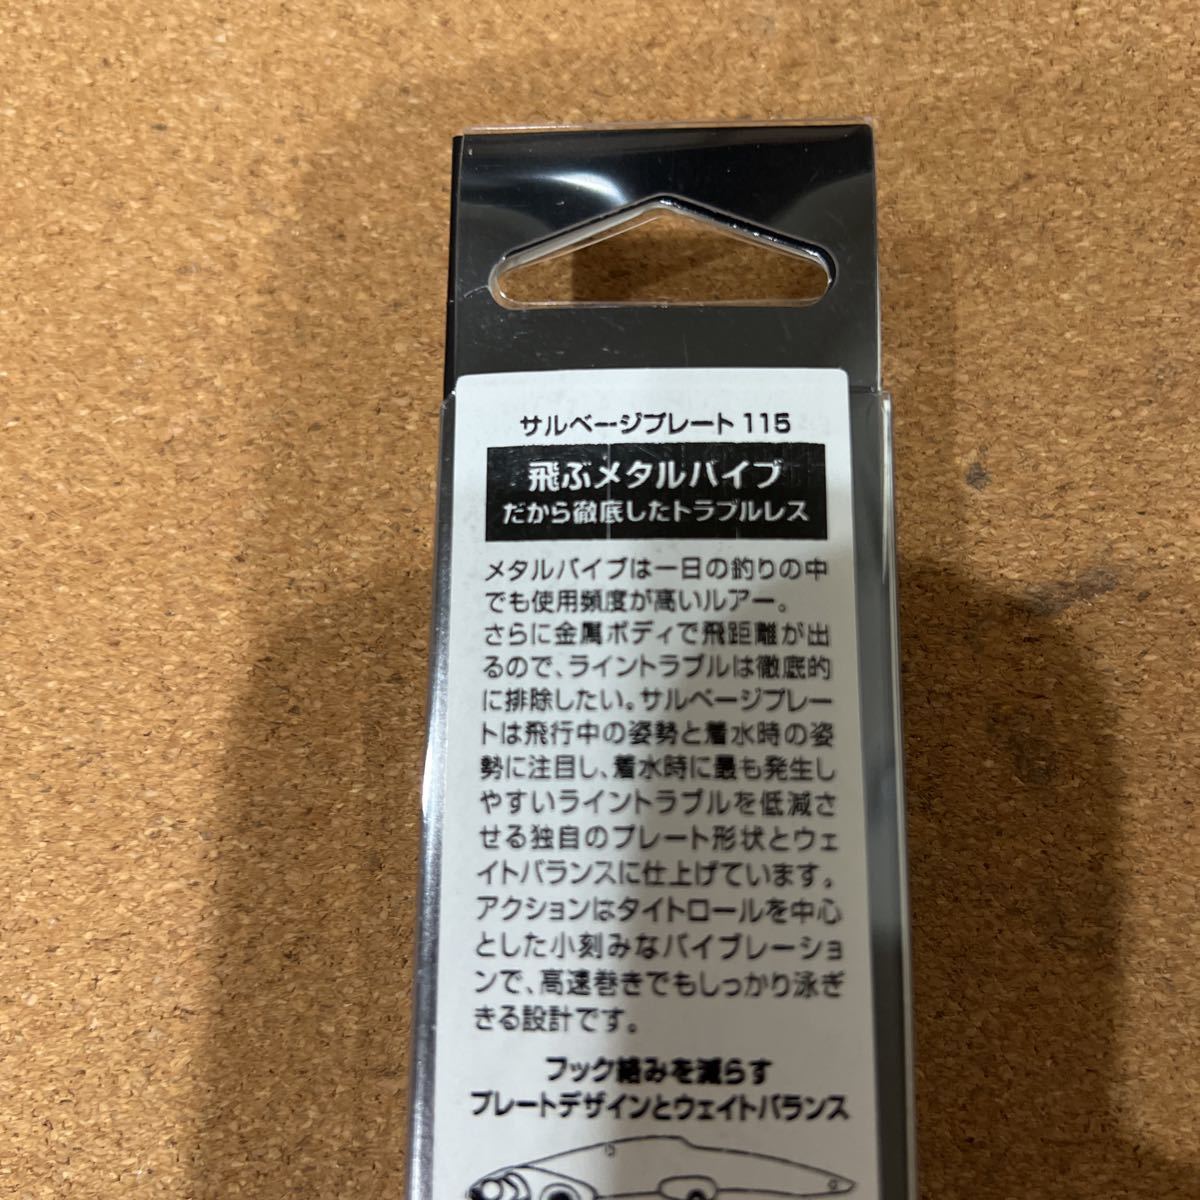 サルベージプレート 115
飛ぶメタルバイブ
だから徹底したトラブルレス
メタルバイブは一日の釣りの中
でも使用頻度が高いルアー。
さらに金属ボディで飛距離が出
るので、ライントラブルは徹底的
に排除したい。サルベージプレー
トは飛行中の姿勢と着水時の姿
勢に注目し、着水時に最も発生し
やすいライントラブルを低減さ
せる独自のプレート形状とウェ
イトバランスに仕上げています。
アクションはタイトロールを中心
とした小刻みなバイブレーショ
ンで、高速巻きでもしっかり泳ぎ
きる設計です。
フック絡みを減らす
プレートデザインとウェイトバランス